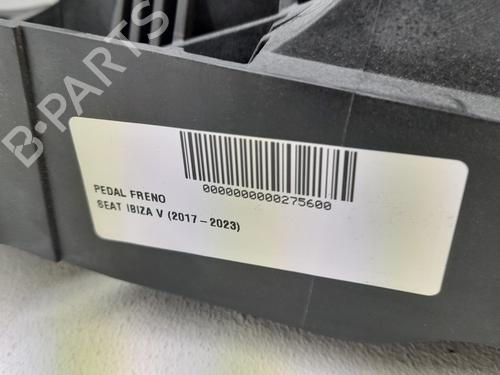 B-PARTS
0000000000275600
PEDAL FRENO
SEAT IBIZA V (2017-2023)